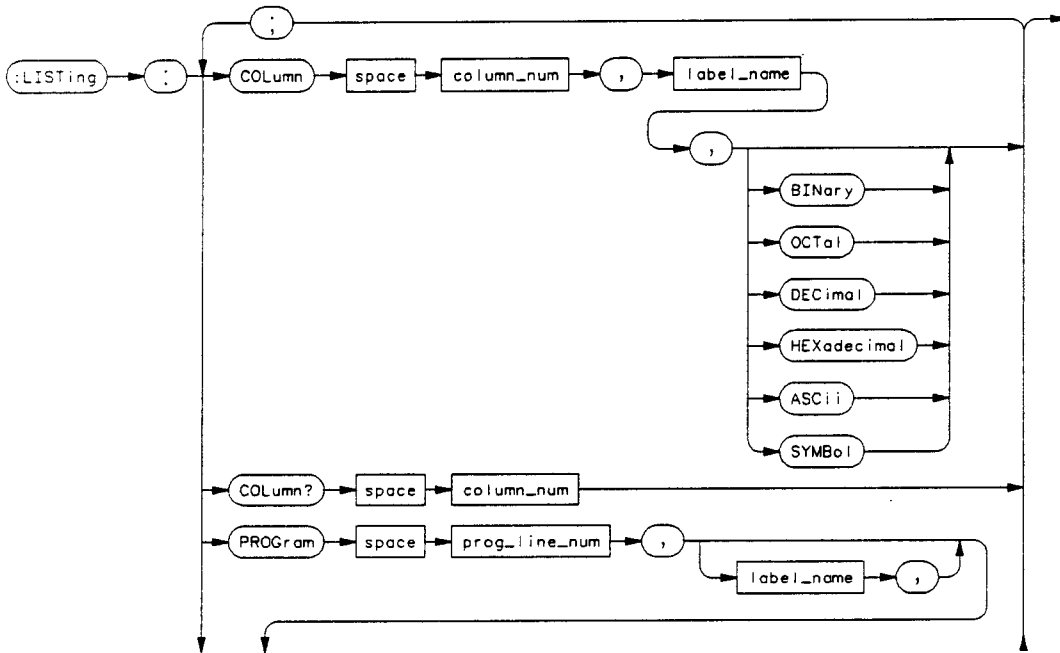 ;
:LISTing : COLumn space column_num , label_name
,
BINary
OCTal
DECimal
HEXadecimal
ASCii
SYMBol
COLumn? space column_num
PROGram space prog_line_num ,
label_name ,